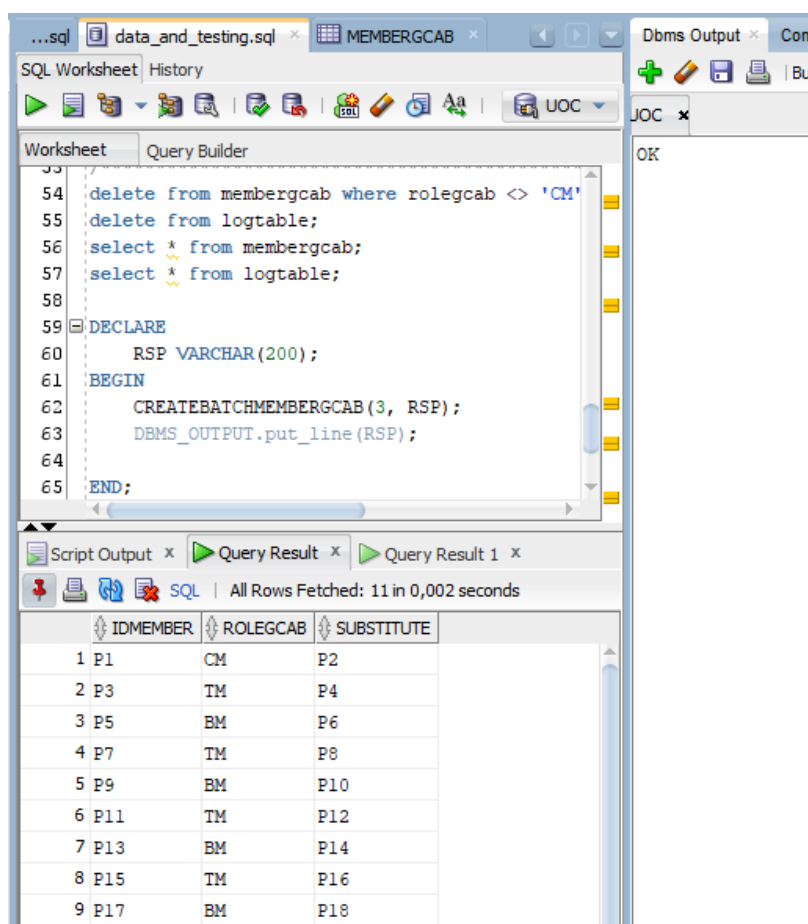 ...sql data_and_testing.sql MEMBERGCAB
SQL Worksheet History
UOC
Worksheet Query Builder
53 /**************************************************
54 delete from membergcab where rolegcab <> 'CM'
55 delete from logtable;
56 select * from membergcab;
57 select * from logtable;
58
59 DECLARE
60 RSP VARCHAR(200);
61 BEGIN
62 CREATEBATCHMEMBERGCAB(3, RSP);
63 DBMS_OUTPUT.put_line(RSP);
64
65 END;
Script Output x Query Result x Query Result 1 x
SQL | All Rows Fetched: 11 in 0,002 seconds
IDMEMBER ROLEGCAB SUBSTITUTE
1 P1 CM P2
2 P3 TM P4
3 P5 BM P6
4 P7 TM P8
5 P9 BM P10
6 P11 TM P12
7 P13 BM P14
8 P15 TM P16
9 P17 BM P18
Dbms Output Con
Bu
UOC x
OK